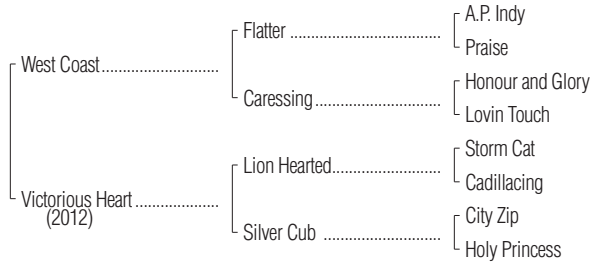 A.P. Indy
Flatter
Praise
West Coast
Honour and Glory
Caressing
Lovin Touch
Storm Cat
Lion Hearted
Cadillacing
Victorious Heart
(2012)
City Zip
Silver Cub
Holy Princess